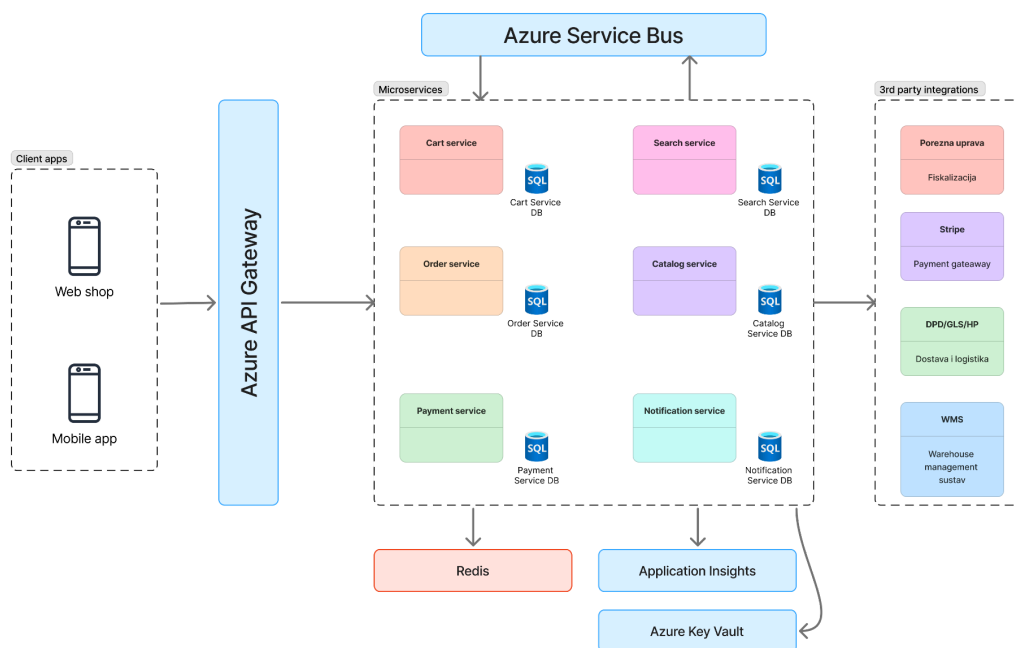 Azure Service Bus
Microservices
3rd party integrations
Client apps
Web shop
Mobile app
Azure API Gateway
Cart service
SQL
Cart Service
DB
Search service
SQL
Search Service
DB
Order service
SQL
Order Service
DB
Catalog service
SQL
Catalog
Service DB
Payment service
SQL
Payment
Service DB
Notification service
SQL
Notification
Service DB
Porezna uprava
Fiskalizacija
Stripe
Payment gateaway
DPD/GLS/HP
Dostava i logistika
WMS
Warehouse
management
sustav
Redis
Application Insights
Azure Key Vault